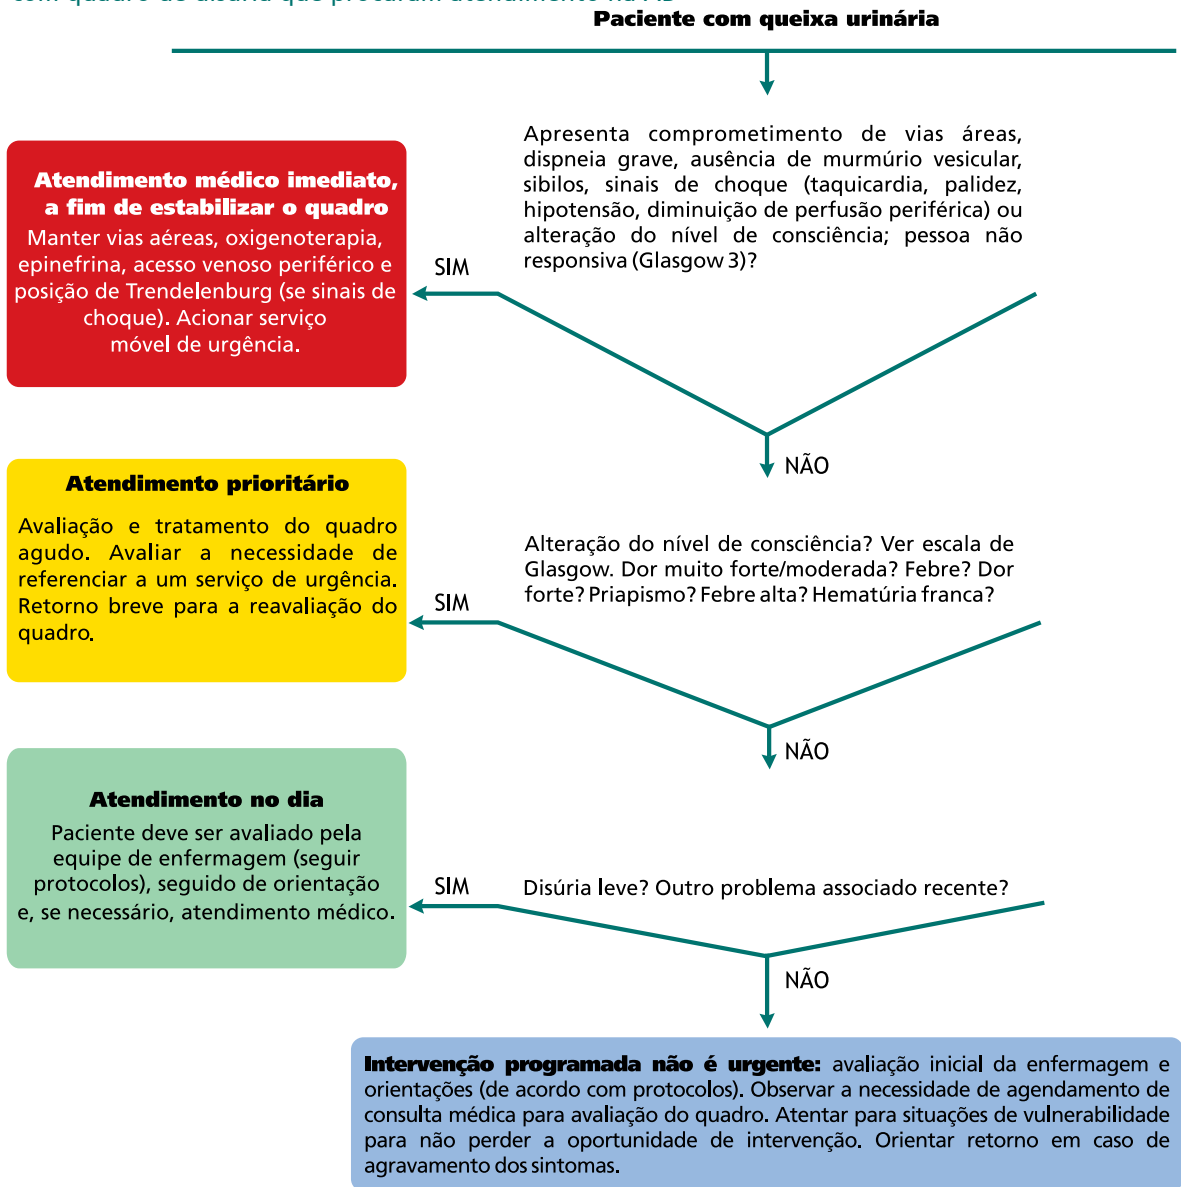 com quadro de disúria que procuram atendimento na AB
Paciente com queixa urinária
Apresenta comprometimento de vias áreas,
dispneia grave, ausência de murmúrio vesicular,
sibilos, sinais de choque (taquicardia, palidez,
hipotensão, diminuição de perfusão periférica) ou
alteração do nível de consciência; pessoa não
responsiva (Glasgow 3)?
SIM
Atendimento médico imediato,
a fim de estabilizar o quadro
Manter vias aéreas, oxigenoterapia,
epinefrina, acesso venoso periférico e
posição de Trendelenburg (se sinais de
choque). Acionar serviço
móvel de urgência.
NÃO
Alteração do nível de consciência? Ver escala de
Glasgow. Dor muito forte/moderada? Febre? Dor
forte? Priapismo? Febre alta? Hematúria franca?
SIM
Atendimento prioritário
Avaliação e tratamento do quadro
agudo. Avaliar a necessidade de
referenciar a um serviço de urgência.
Retorno breve para a reavaliação do
quadro.
NÃO
Disúria leve? Outro problema associado recente?
SIM
Atendimento no dia
Paciente deve ser avaliado pela
equipe de enfermagem (seguir
protocolos), seguido de orientação
e, se necessário, atendimento médico.
NÃO
Intervenção programada não é urgente: avaliação inicial da enfermagem e
orientações (de acordo com protocolos). Observar a necessidade de agendamento de
consulta médica para avaliação do quadro. Atentar para situações de vulnerabilidade
para não perder a oportunidade de intervenção. Orientar retorno em caso de
agravamento dos sintomas.